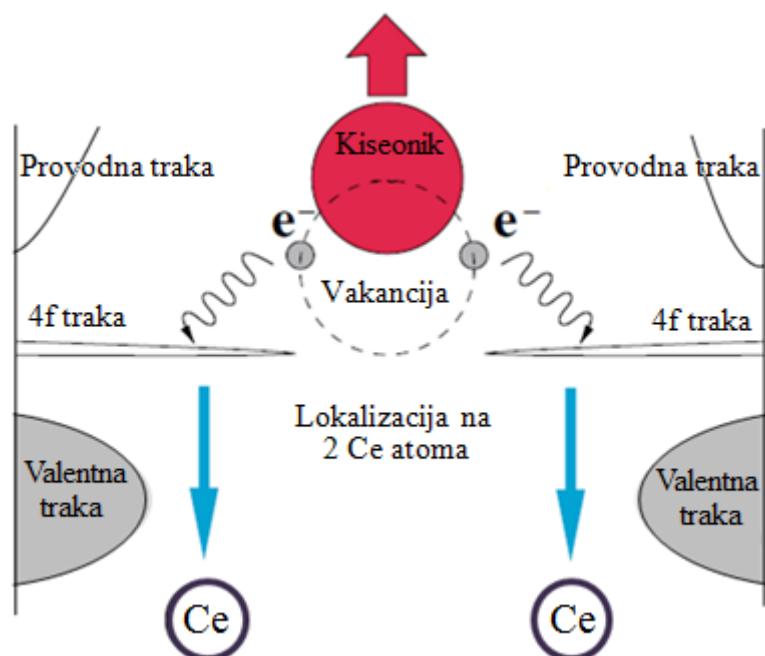 Kiseonik
Provodna traka
Provodna traka
e⁻
e⁻
Vakancija
4f traka
4f traka
Lokalizacija na
2 Ce atoma
Valentna
traka
Valentna
traka
Ce
Ce